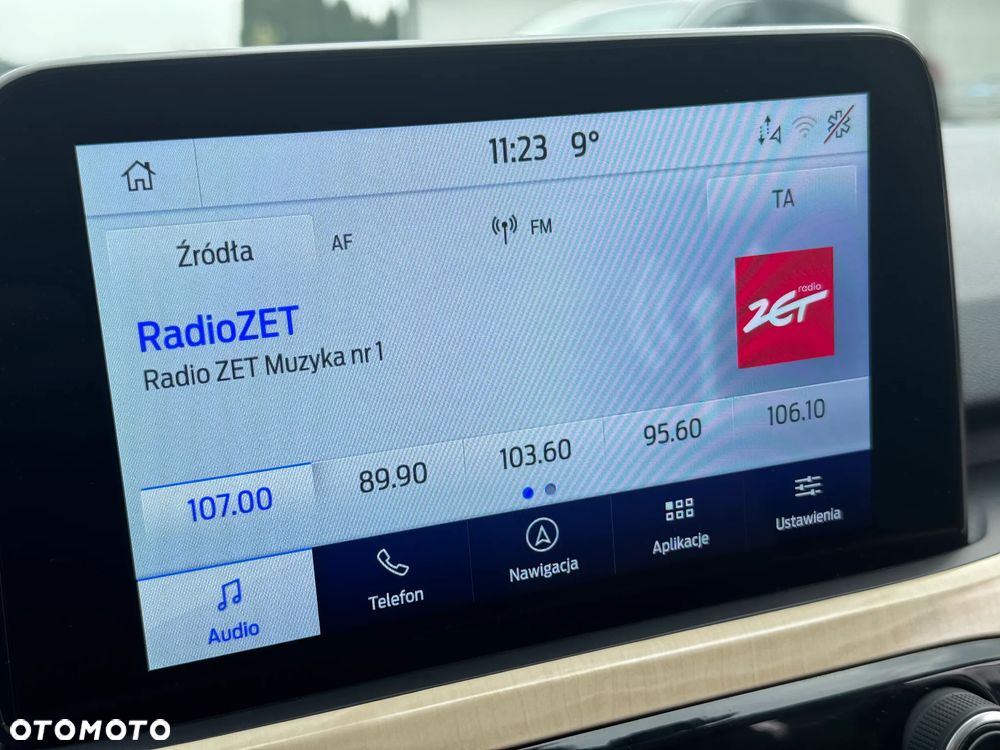 11:23 9°
Źródła
AF
FM
TA
RadioZET
Radio ZET Muzyka nr 1
radio
ZET
107.00
89.90
103.60
95.60
106.10
Audio
Telefon
Nawigacja
Aplikacje
Ustawienia
OTOMOTO